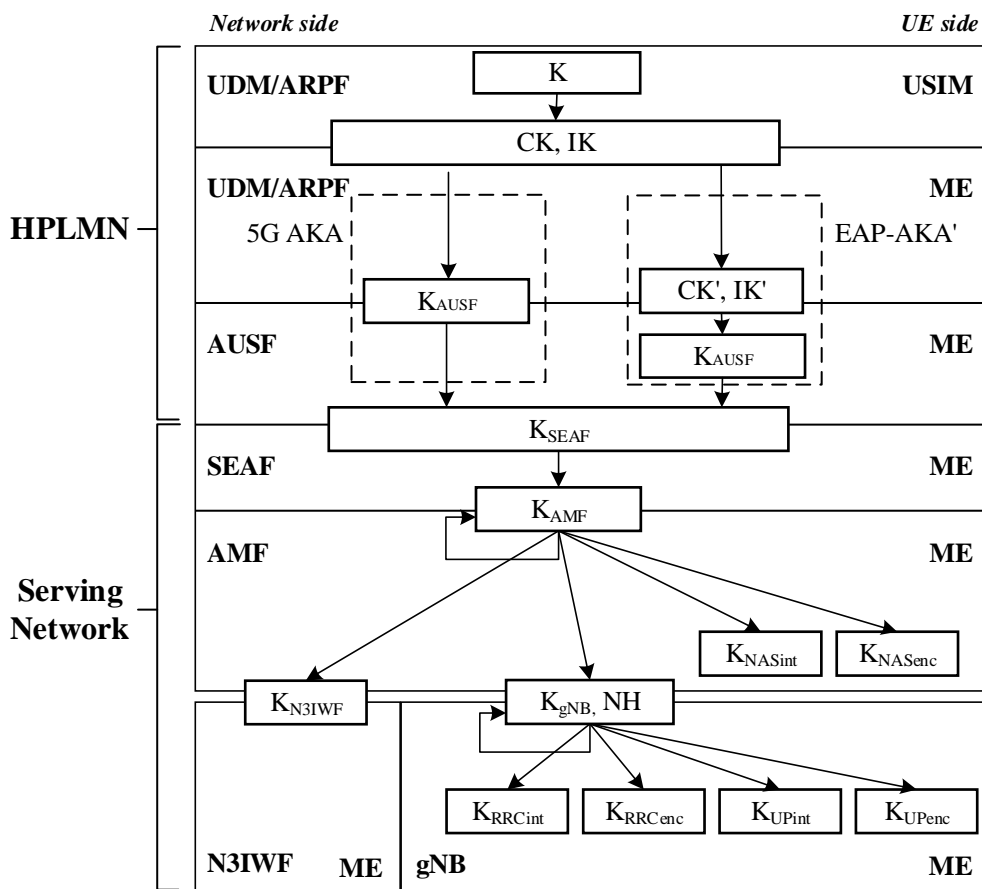 Network side
UE side
UDM/ARPF
K
USIM
CK, IK
UDM/ARPF
ME
HPLMN
5G AKA
EAP-AKA'
CK', IK'
KAUSF
AUSF
KAUSF
ME
KSEAF
SEAF
ME
KAMF
AMF
ME
Serving
Network
KNASint
KNASenc
KN3IWF
KgNB, NH
KRRCint
KRRCenc
KUPint
KUPenc
N3IWF
ME
gNB
ME